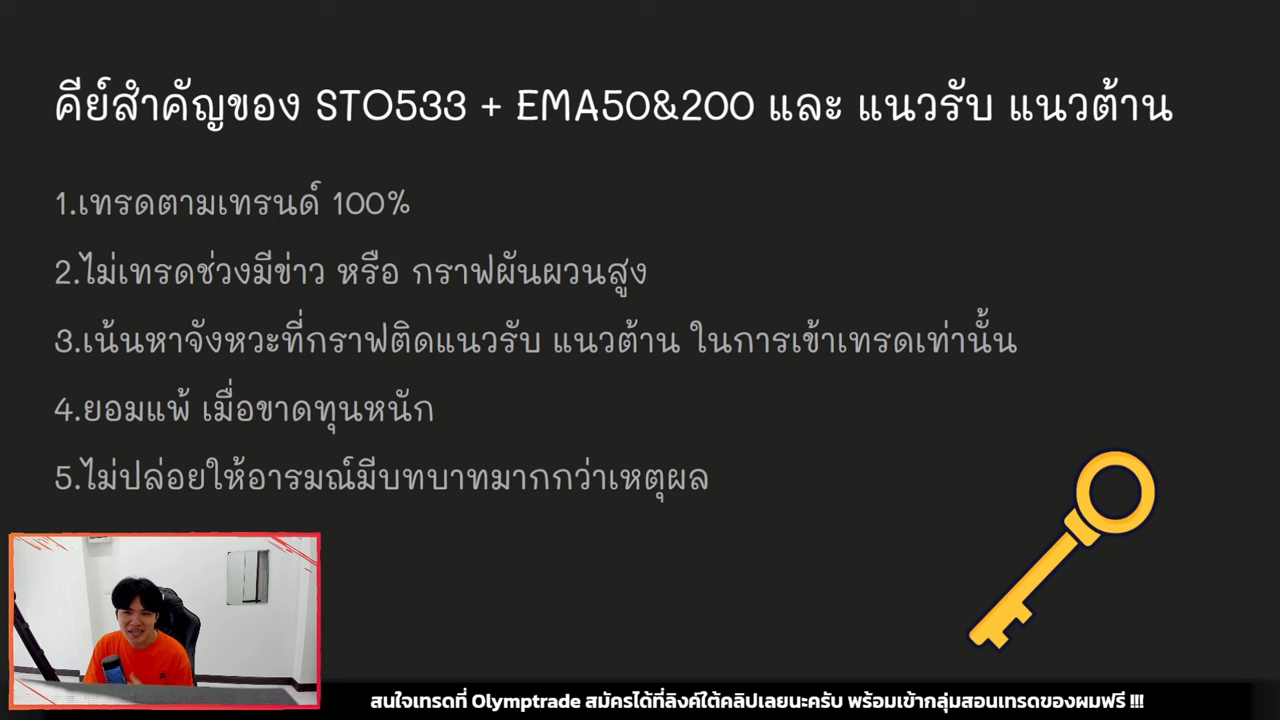 คีย์สำคัญของ STO533 + EMA50&200 และ แนวรับ แนวต้าน
1.เทรดตามเทรนด์ 100%
2.ไม่เทรดช่วงมีข่าว หรือ กราฟผันผวนสูง
3.เน้นหาจังหวะที่กราฟติดแนวรับ แนวต้าน ในการเข้าเทรดเท่านั้น
4.ยอมแพ้ เมื่อขาดทุนหนัก
5.ไม่ปล่อยให้อารมณ์มีบทบาทมากกว่าเหตุผล
สนใจเทรดที่ Olymptrade สมัครได้ที่ลิงค์ใต้คลิปเลยนะครับ พร้อมเข้ากลุ่มสอนเทรดของผมฟรี !!!